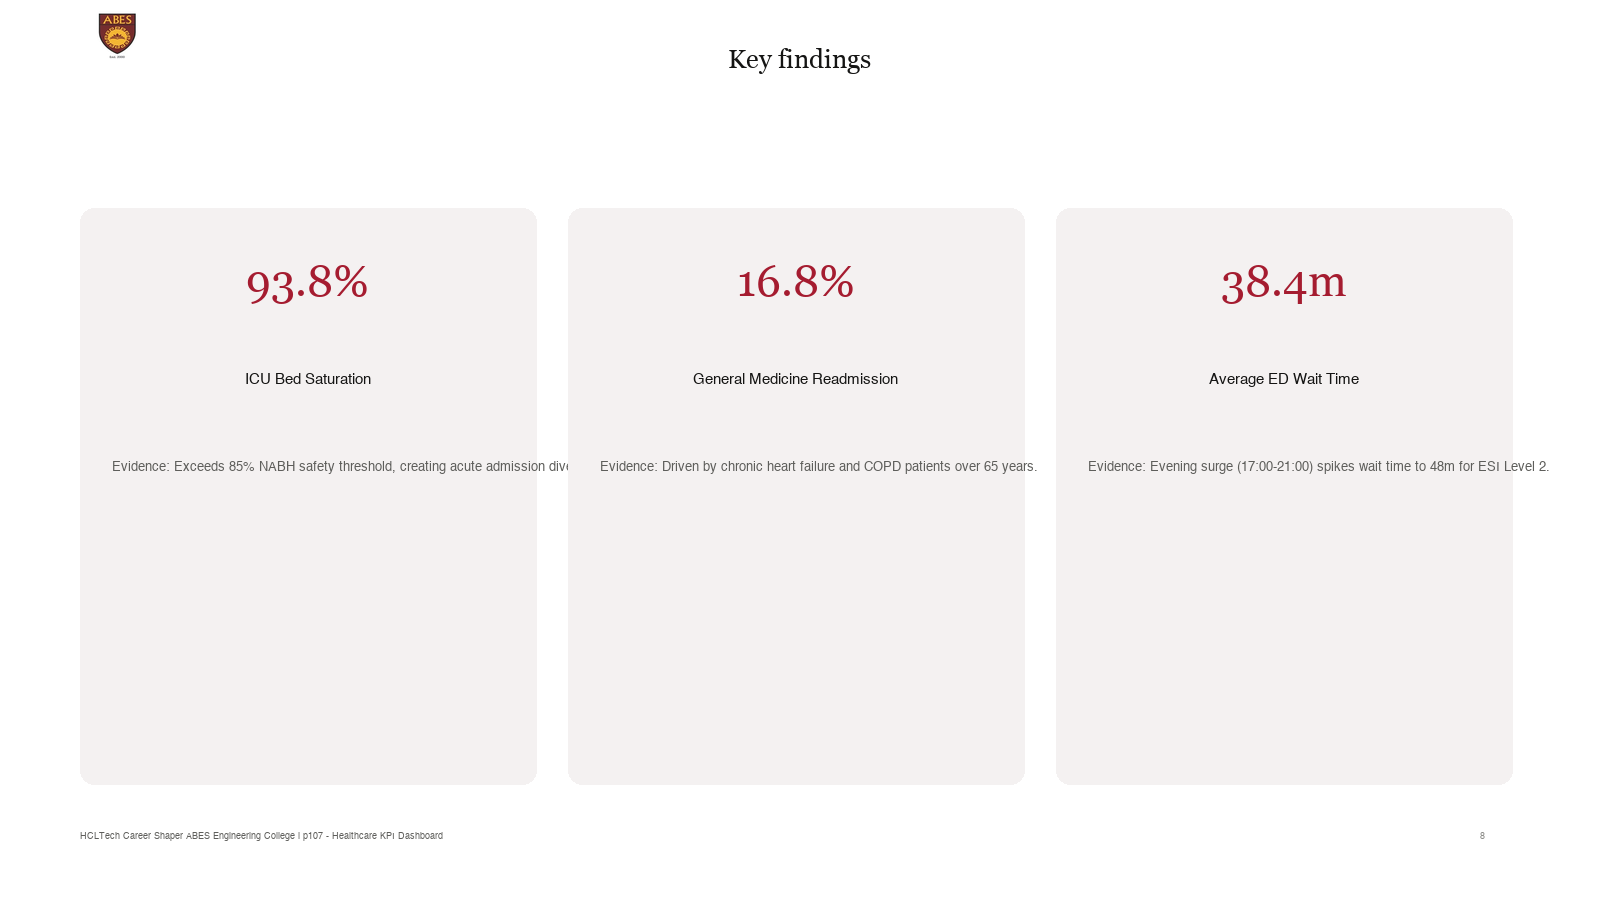 ABES
Key findings
93.8%
16.8%
38.4m
ICU Bed Saturation
General Medicine Readmission
Average ED Wait Time
Evidence: Exceeds 85% NABH safety threshold, creating acute admission
Evidence: Driven by chronic heart failure and COPD patients over 65 years.
Evidence: Evening surge (17:00-21:00) spikes wait time to 48m for ESI Level 2.
HCLTech Career Shaper ABES Engineering College | p107 - Healthcare KPI Dashboard
8